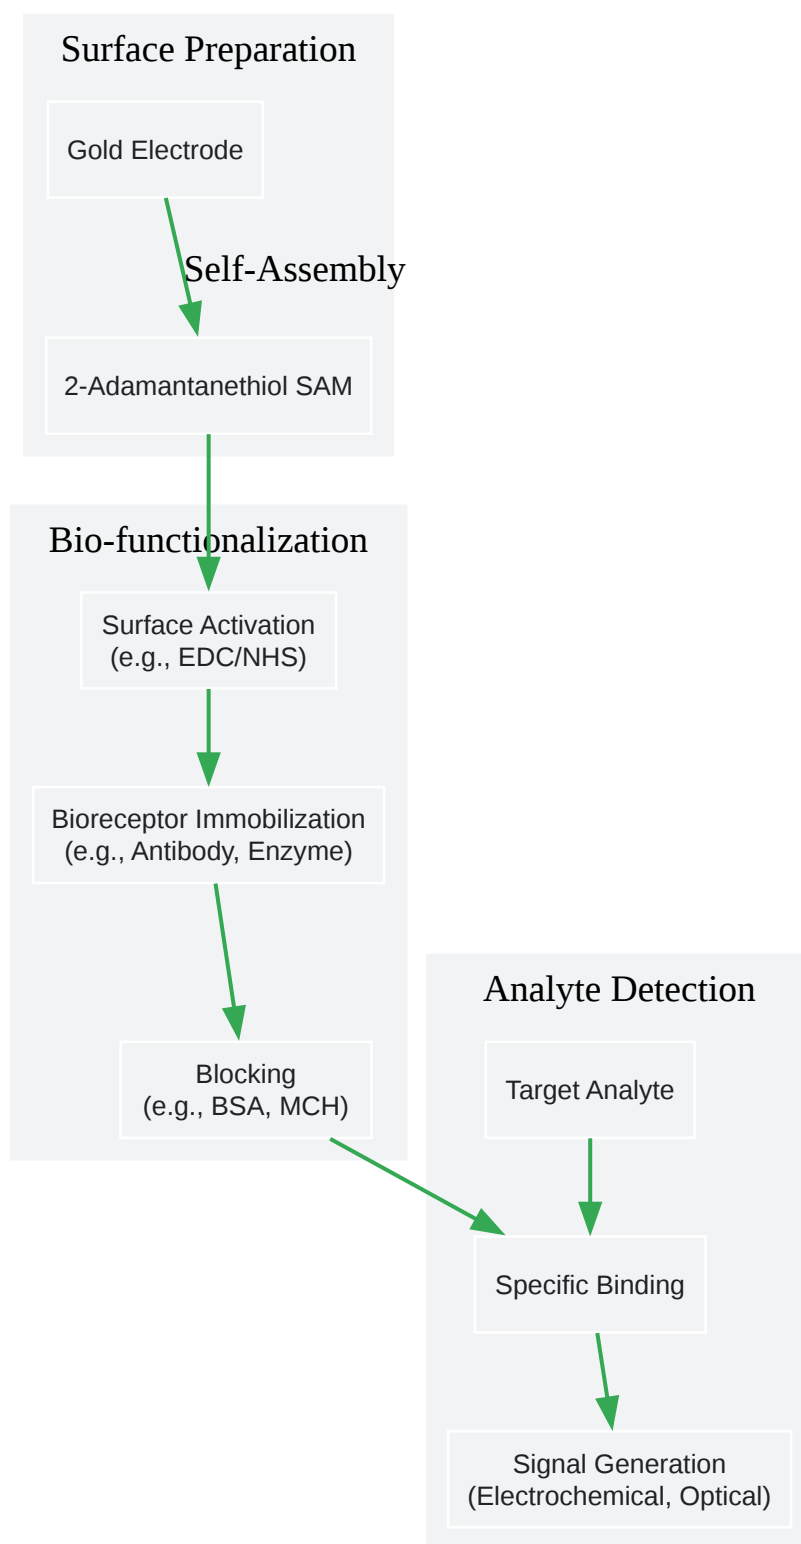 Surface Preparation
Gold Electrode
Self-Assembly
2-Adamantanethiol SAM
Bio-functionalization
Surface Activation
(e.g., EDC/NHS)
Bioreceptor Immobilization
(e.g., Antibody, Enzyme)
Blocking
(e.g., BSA, MCH)
Analyte Detection
Target Analyte
Specific Binding
Signal Generation
(Electrochemical, Optical)